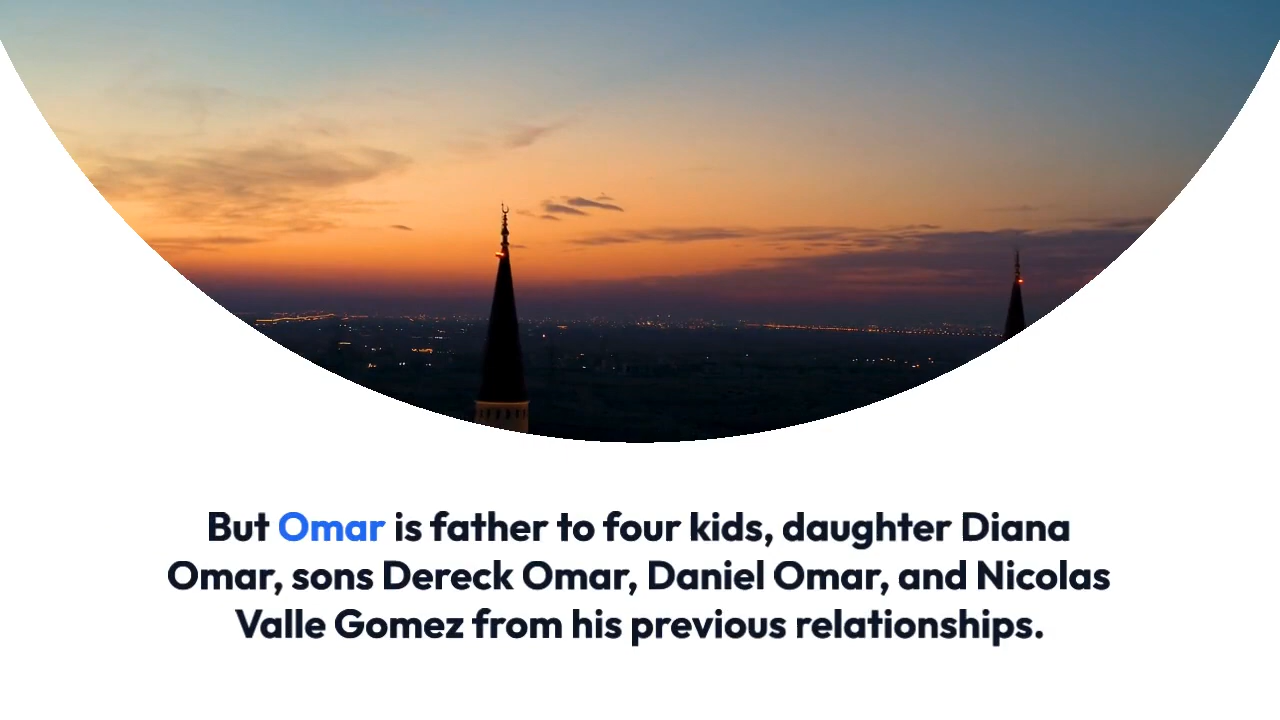 But Omar is father to four kids, daughter Diana
Omar, sons Dereck Omar, Daniel Omar, and Nicolas
Valle Gomez from his previous relationships.